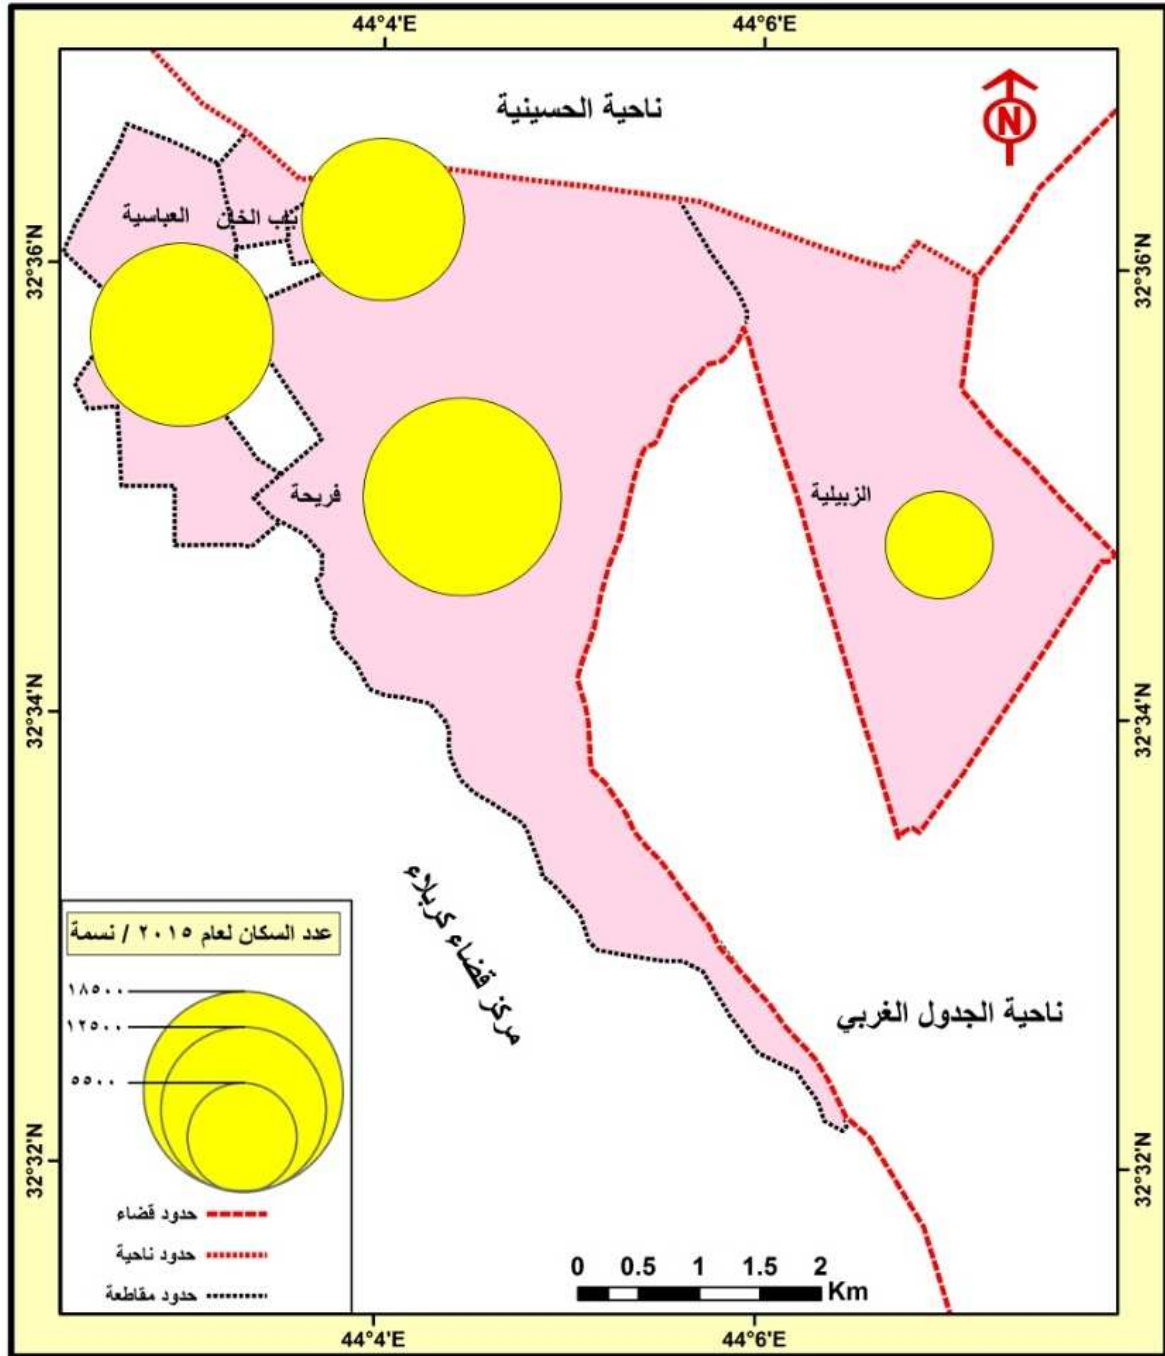 44°4'E
44°6'E
ناحية الحسينية
N
العباسية
باب الخان
32°36'N
32°36'N
فريحة
الزبيلية
32°34'N
32°34'N
مركز قضاء كربلاء
ناحية الجدول الغربي
عدد السكان لعام ٢٠١٥ / نسمة
١٨٥٠٠
١٢٥٠٠
٥٥٠٠
32°32'N
32°32'N
حدود قضاء
حدود ناحية
حدود مقاطعة
0 0.5 1 1.5 2
Km
44°4'E
44°6'E